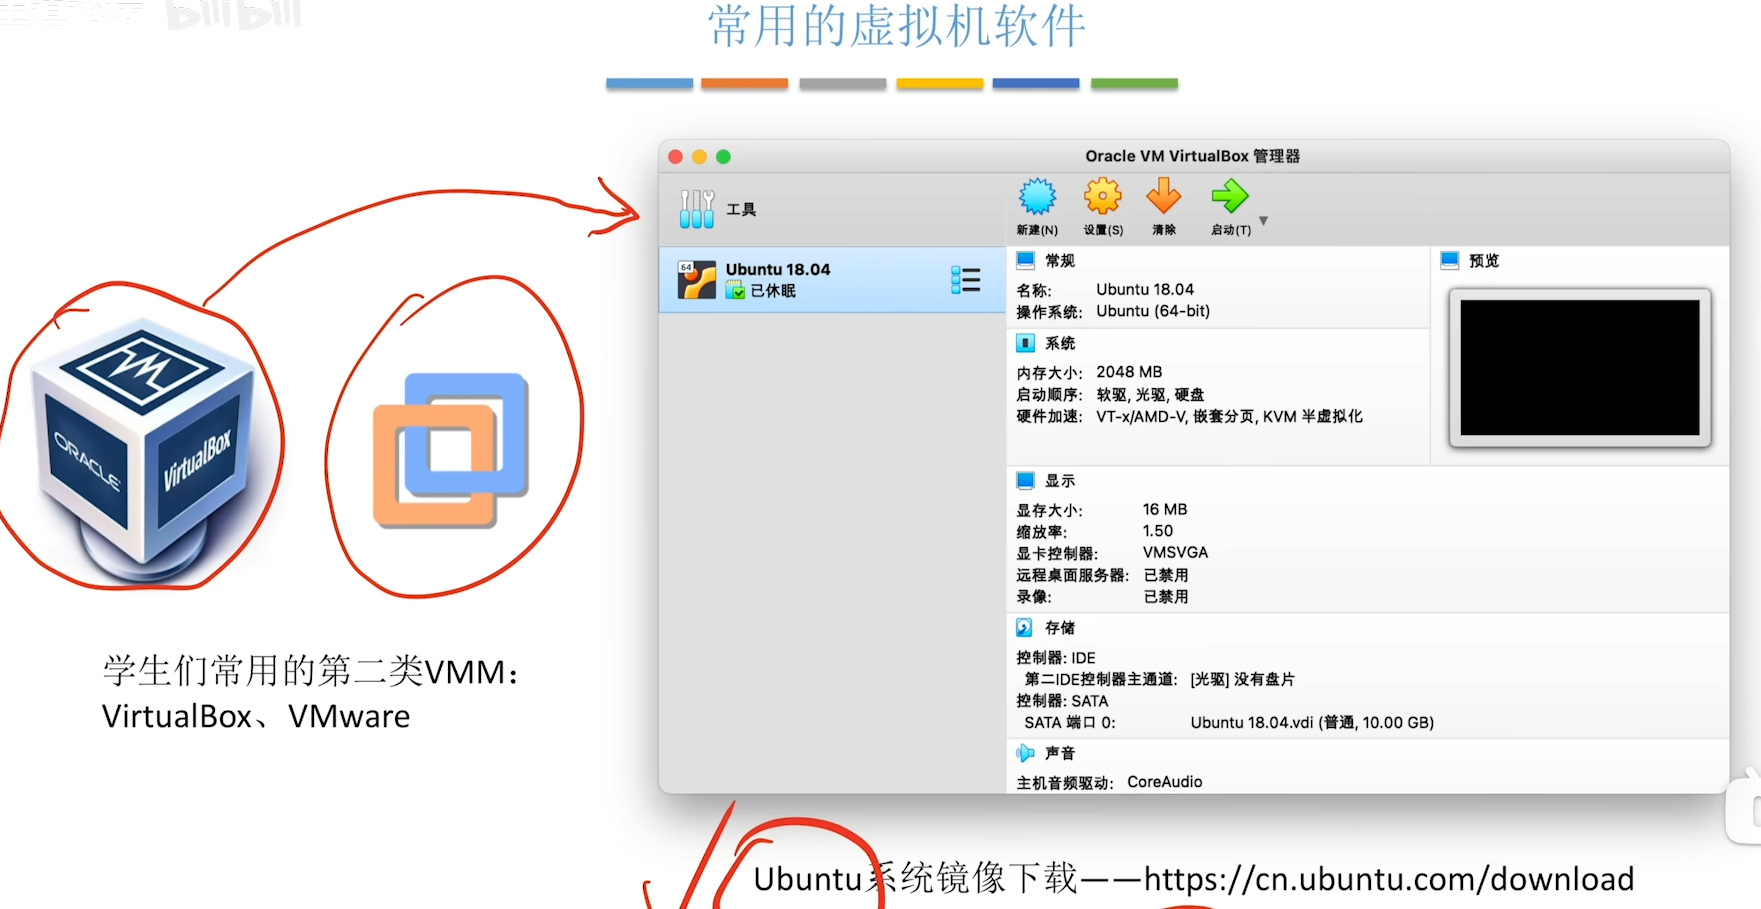 bilibili
常用的虚拟机软件
Oracle VM VirtualBox 管理器
工具
新建(N)
设置(S)
清除
启动(T)
64
Ubuntu 18.04
已休眠
常规
名称: Ubuntu 18.04
操作系统: Ubuntu (64-bit)
预览
系统
内存大小: 2048 MB
启动顺序: 软驱, 光驱, 硬盘
硬件加速: VT-x/AMD-V, 嵌套分页, KVM 半虚拟化
显示
显存大小: 16 MB
缩放率: 1.50
显卡控制器: VMSVGA
远程桌面服务器: 已禁用
录像: 已禁用
存储
控制器: IDE
第二IDE控制器主通道: [光驱] 没有盘片
控制器: SATA
SATA 端口 0: Ubuntu 18.04.vdi (普通, 10.00 GB)
声音
主机音频驱动: CoreAudio
ORACLE
VirtualBox
学生们常用的第二类VMM：
VirtualBox、VMware
Ubuntu系统镜像下载——https://cn.ubuntu.com/download